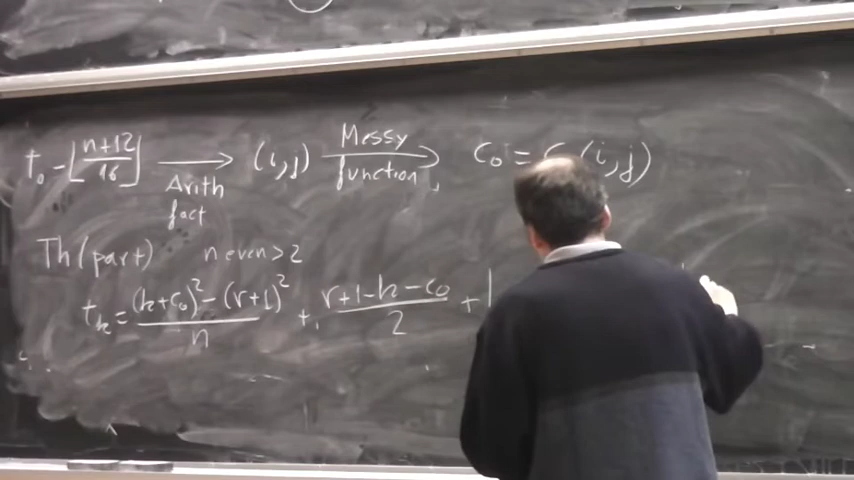 t₀ = ⌊(n+12)/16⌋ → (i,j) Messy function → C₀ = C(i,j)
Arith fact
Th (part) n even > 2
t_k = ((k+C₀)² - (r+1)²)/n + (r+1-k-C₀)/2 + 1